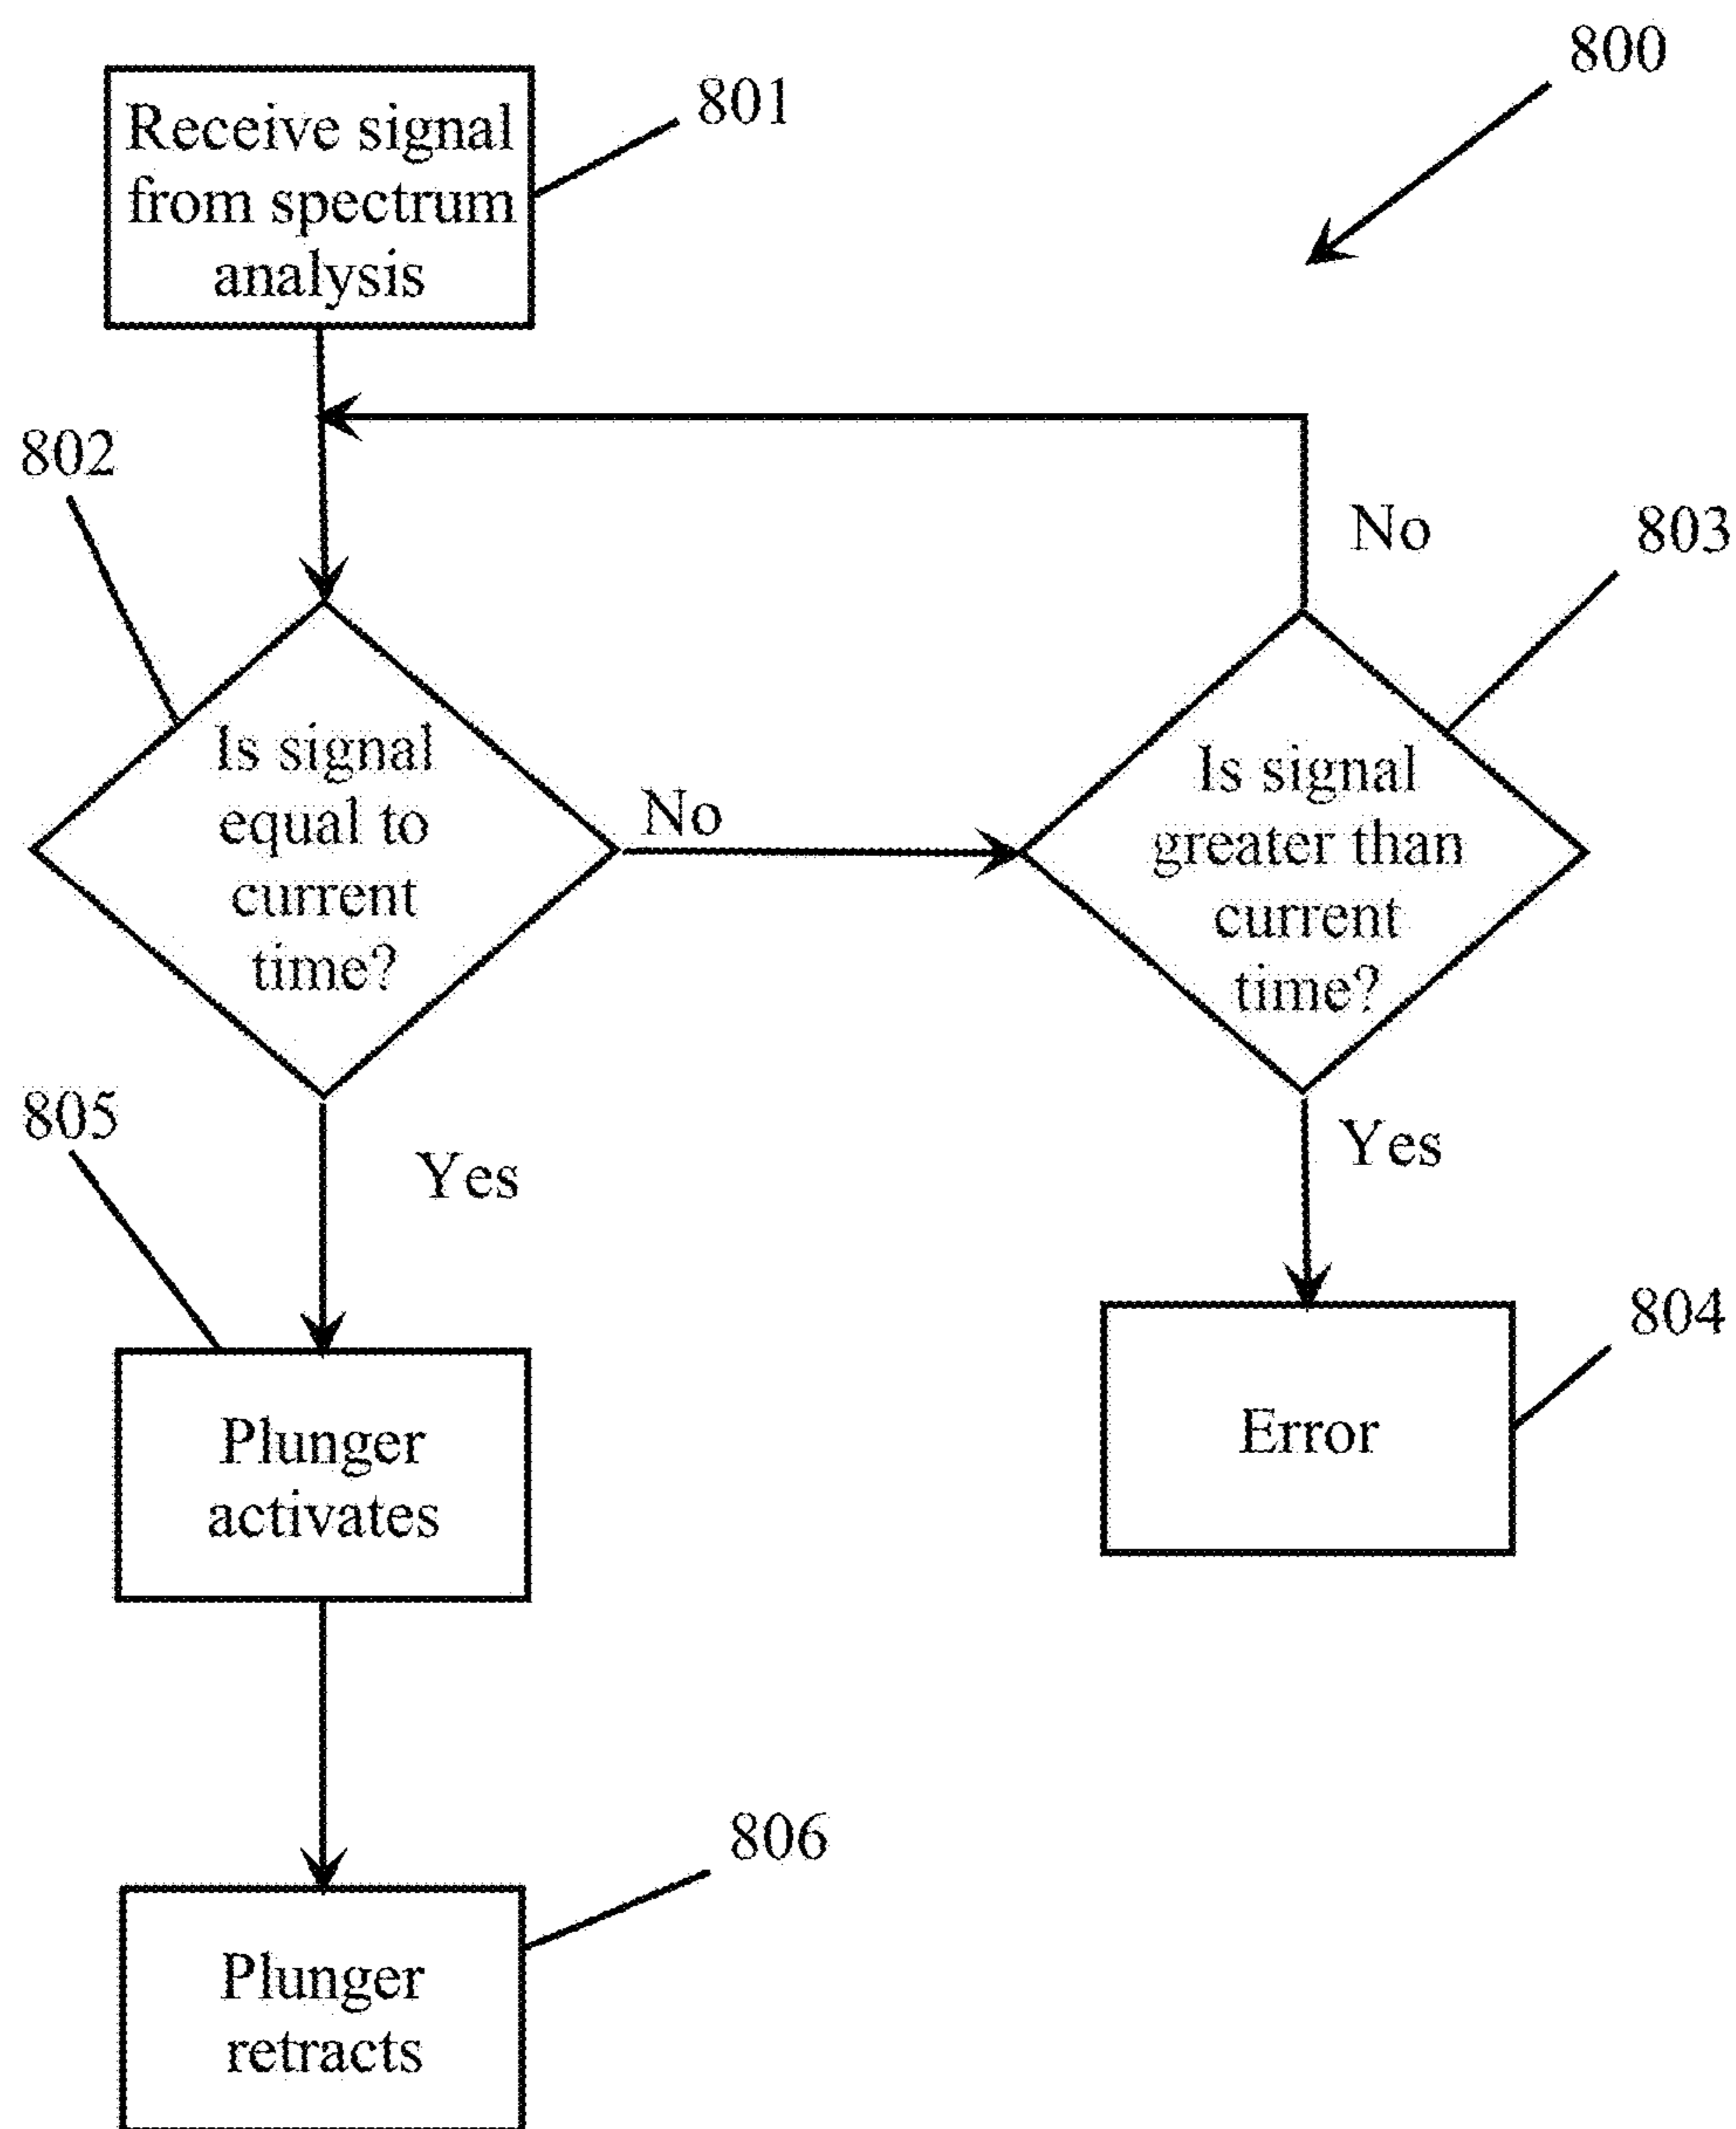 800
801
Receive signal
from spectrum
analysis
802
No
803
Is signal
equal to
current
time?
No
Is signal
greater than
current
time?
805
Yes
Yes
804
Plunger
activates
Error
806
Plunger
retracts